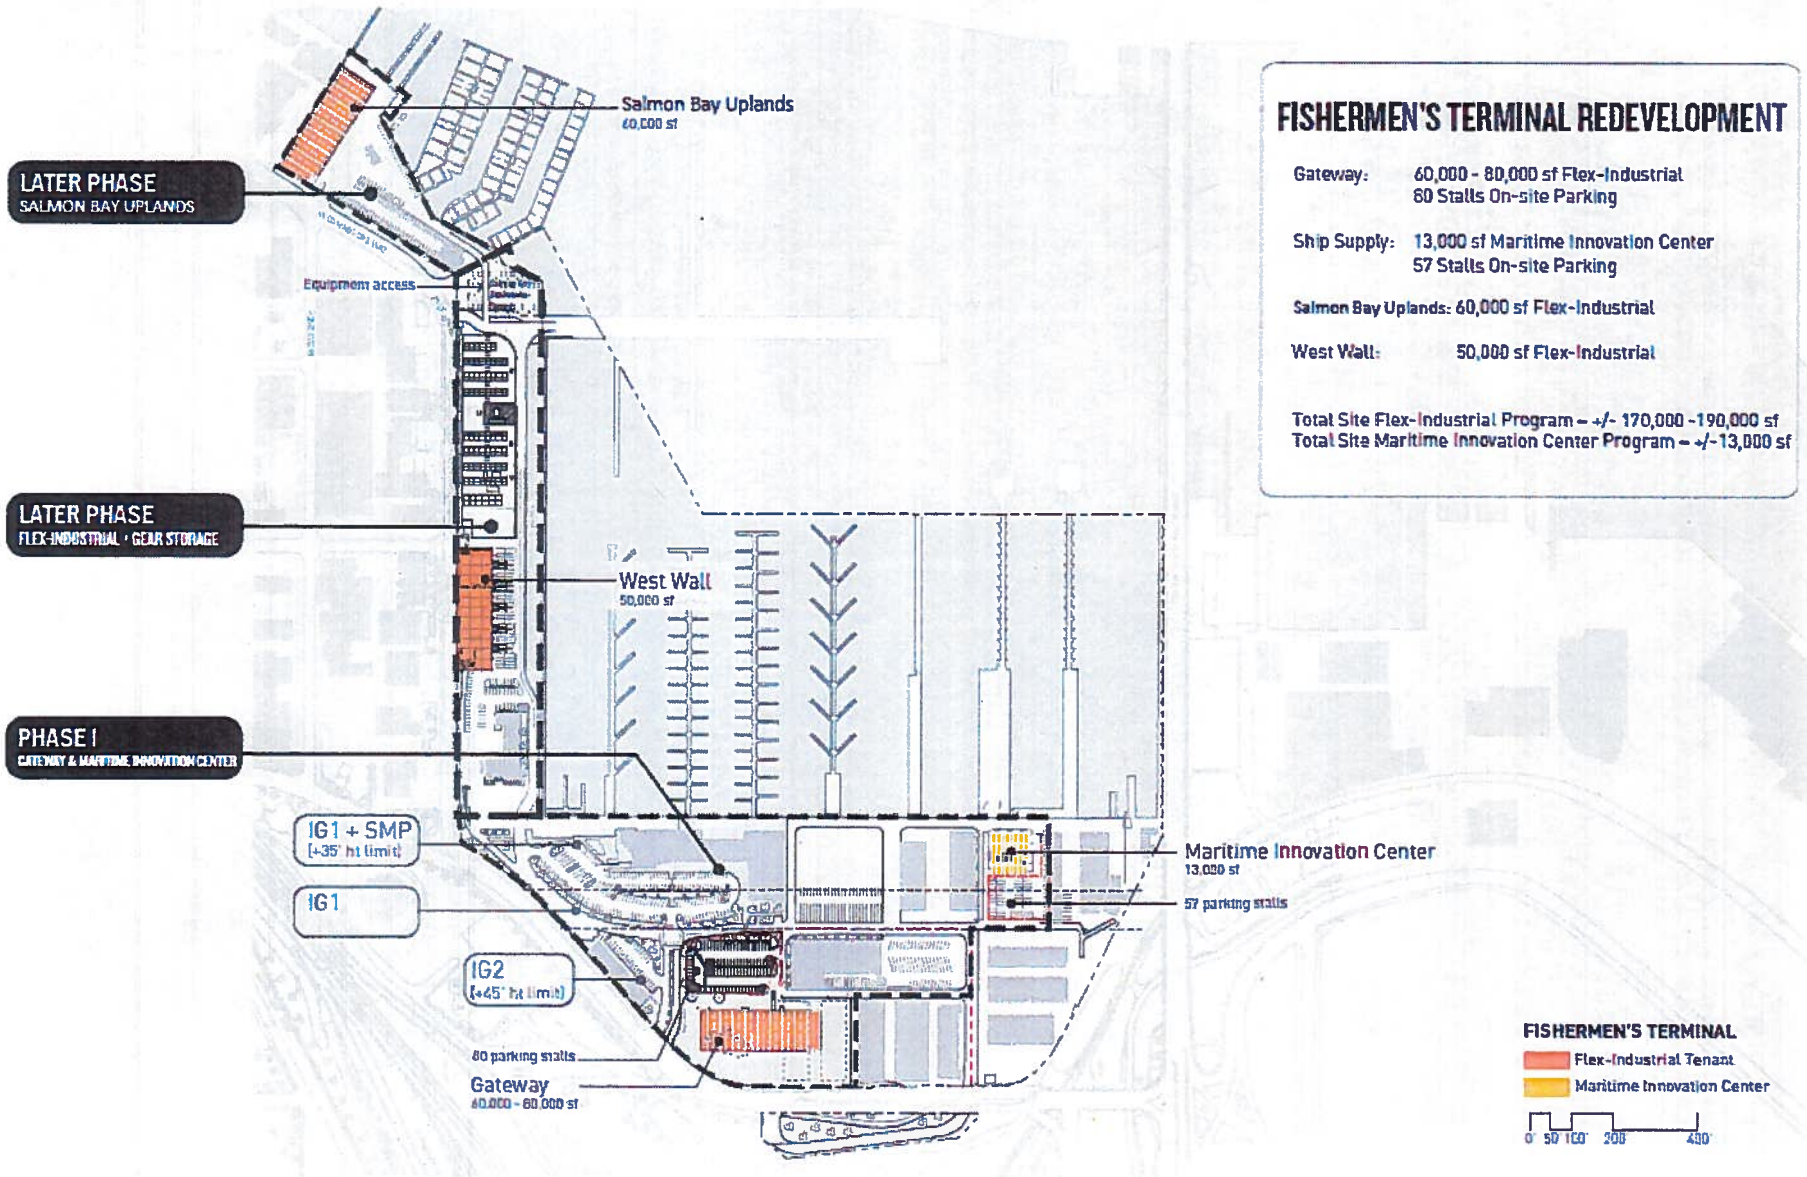 Salmon Bay Uplands
60,000 sf
LATER PHASE
SALMON BAY UPLANDS
Equipment access
LATER PHASE
FLEX-INDUSTRIAL + GEAR STORAGE
West Wall
50,000 sf
PHASE I
GATEWAY & MARITIME INNOVATION CENTER
IG1 + SMP
[+35' ht limit]
IG1
IG2
[+45' ht limit]
80 parking stalls
Gateway
60,000 - 80,000 sf
Maritime Innovation Center
13,000 sf
57 parking stalls
FISHERMEN'S TERMINAL REDEVELOPMENT
Gateway: 60,000 - 80,000 sf Flex-Industrial
80 Stalls On-site Parking
Ship Supply: 13,000 sf Maritime Innovation Center
57 Stalls On-site Parking
Salmon Bay Uplands: 60,000 sf Flex-Industrial
West Wall: 50,000 sf Flex-Industrial
Total Site Flex-Industrial Program – +/- 170,000 -190,000 sf
Total Site Maritime Innovation Center Program – +/-13,000 sf
FISHERMEN'S TERMINAL
Flex-Industrial Tenant
Maritime Innovation Center
0' 50' 100' 200' 400'